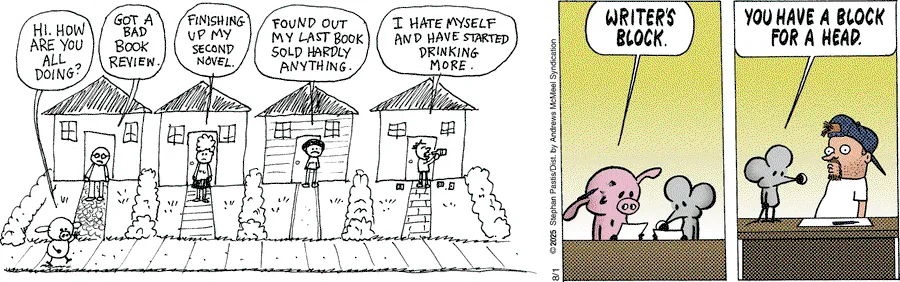 HI. HOW
ARE YOU
ALL
DOING?
GOT A
BAD
BOOK
REVIEW.
FINISHING
UP MY
SECOND
NOVEL.
FOUND OUT
MY LAST BOOK
SOLD HARDLY
ANYTHING.
I HATE MYSELF
AND HAVE STARTED
DRINKING
MORE.
WRITER'S
BLOCK.
YOU HAVE A BLOCK
FOR A HEAD.
8/1 © 2025 Stephan Pastis/Dist. by Andrews McMeel Syndication